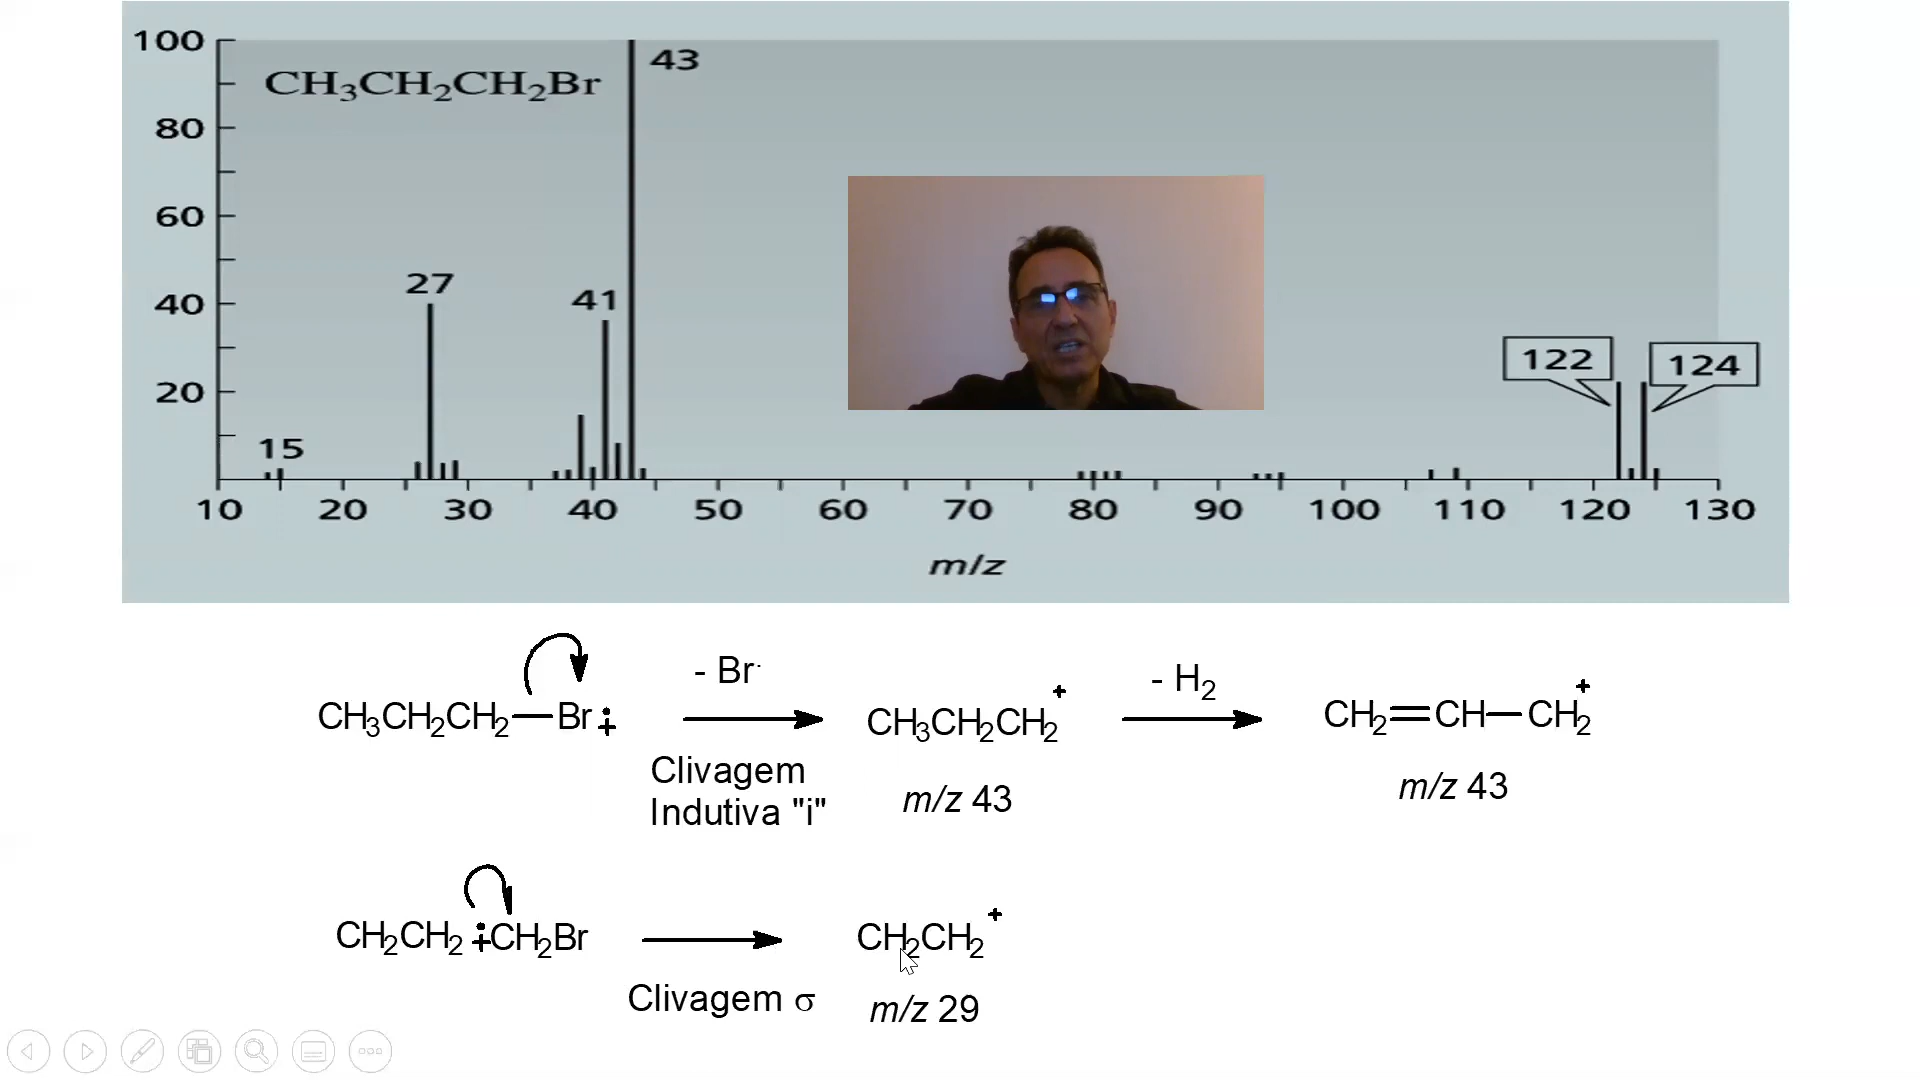 100
CH₃CH₂CH₂Br
43
80
60
27
41
40
122
124
20
15
10 20 30 40 50 60 70 80 90 100 110 120 130
m/z
CH₃CH₂CH₂—Br
- Br·
CH₃CH₂CH₂⁺
- H₂
CH₂=CH—CH₂⁺
Clivagem
Indutiva "i"
m/z 43
m/z 43
CH₂CH₂ ∔CH₂Br
CH₂CH₂⁺
Clivagem σ
m/z 29